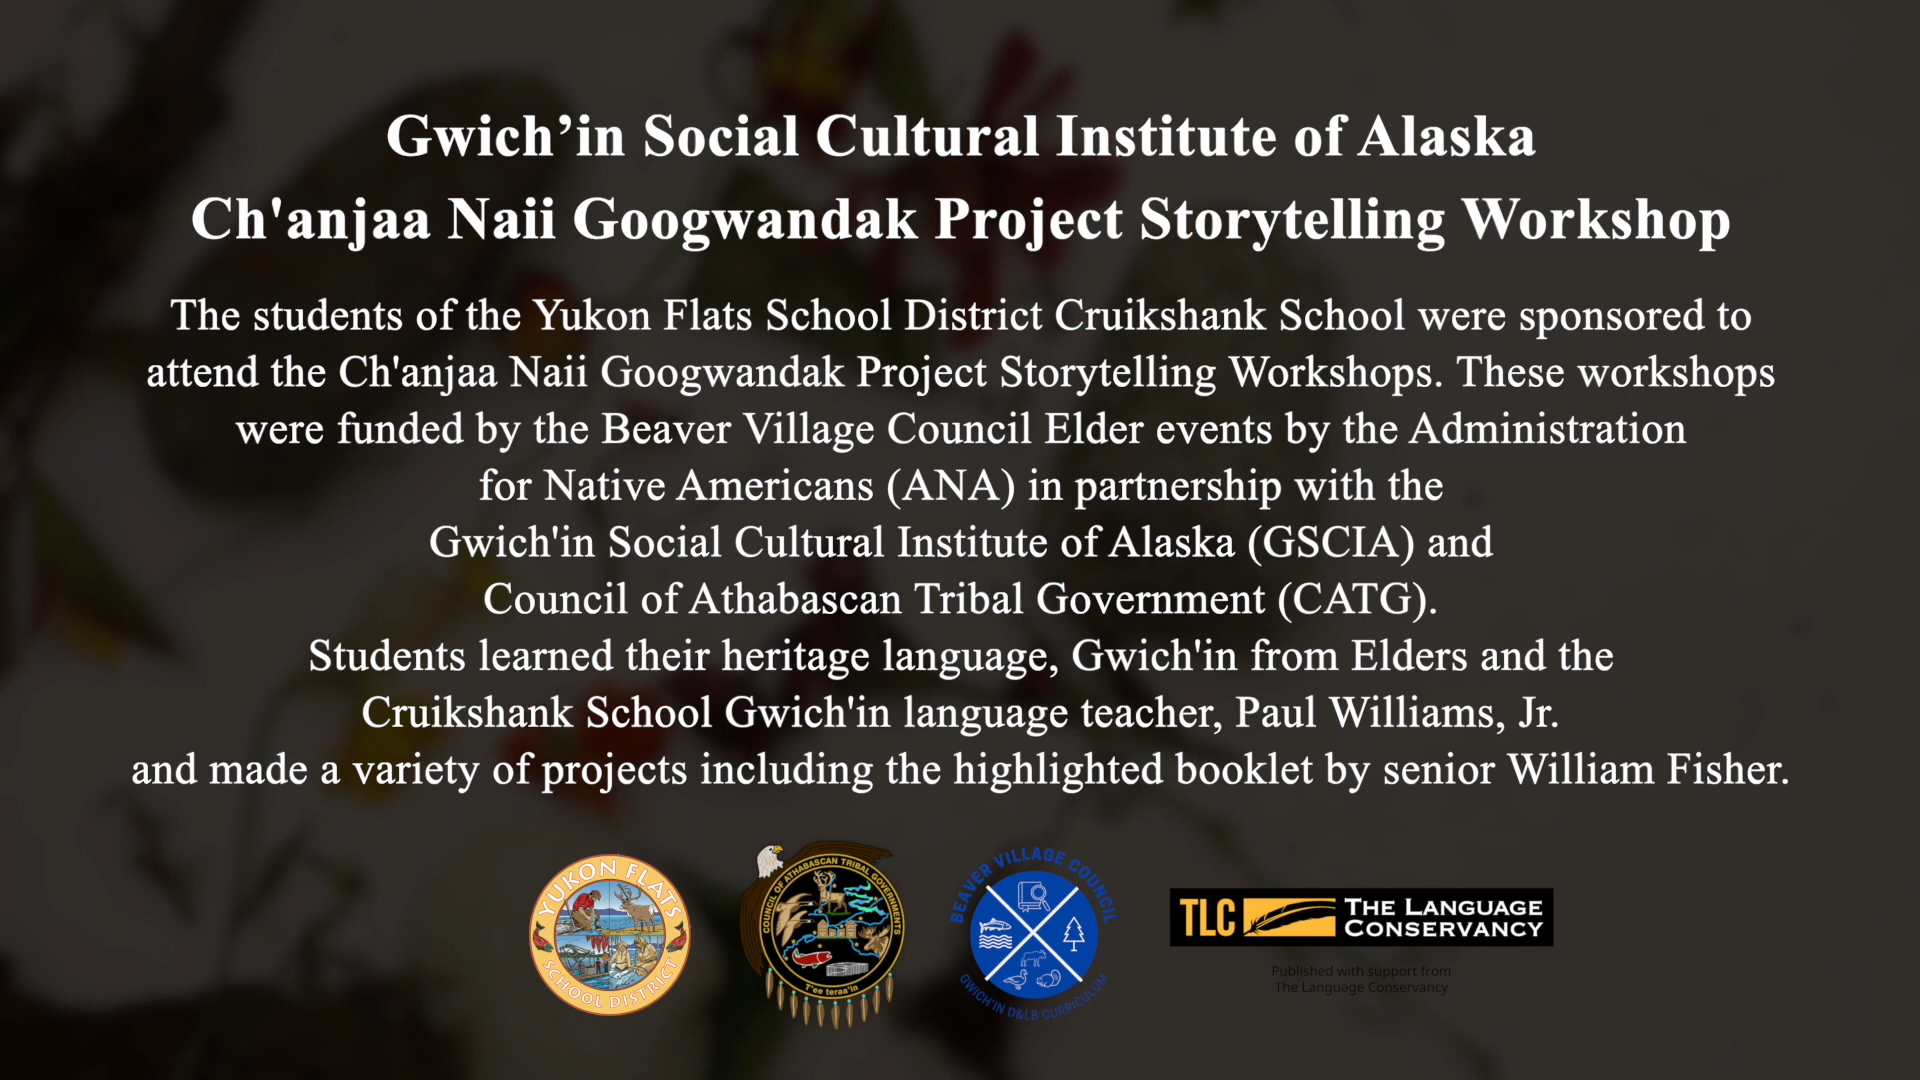 Gwich’in Social Cultural Institute of Alaska
Ch'anjaa Naii Googwandak Project Storytelling Workshop
The students of the Yukon Flats School District Cruikshank School were sponsored to
attend the Ch'anjaa Naii Googwandak Project Storytelling Workshops. These workshops
were funded by the Beaver Village Council Elder events by the Administration
for Native Americans (ANA) in partnership with the
Gwich'in Social Cultural Institute of Alaska (GSCIA) and
Council of Athabascan Tribal Government (CATG).
Students learned their heritage language, Gwich'in from Elders and the
Cruikshank School Gwich'in language teacher, Paul Williams, Jr.
and made a variety of projects including the highlighted booklet by senior William Fisher.
YUKON FLATS
SCHOOL DISTRICT
COUNCIL OF ATHABASCAN TRIBAL GOVERNMENTS
T'ee teraa'in
BEAVER VILLAGE COUNCIL
GWICH'IN D&LB CURRICULUM
TLC THE LANGUAGE
CONSERVANCY
Published with support from
The Language Conservancy